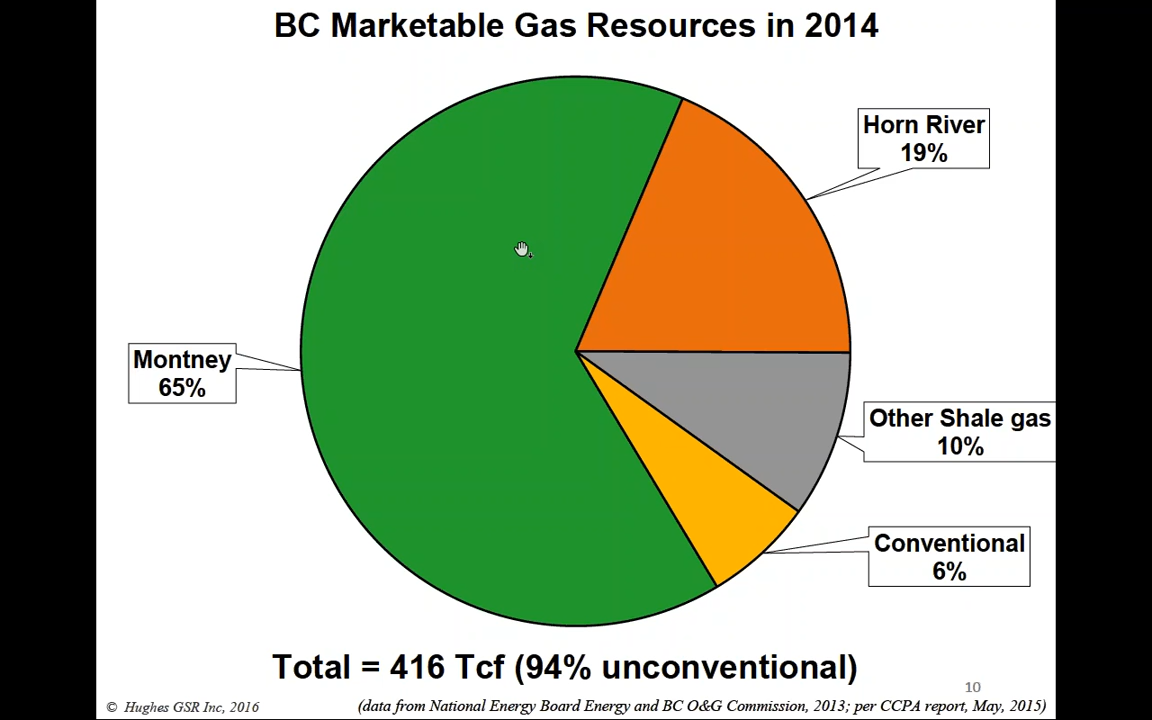 BC Marketable Gas Resources in 2014
Horn River
19%
Montney
65%
Other Shale gas
10%
Conventional
6%
Total = 416 Tcf (94% unconventional)
10
© Hughes GSR Inc, 2016
(data from National Energy Board Energy and BC O&G Commission, 2013; per CCPA report, May, 2015)